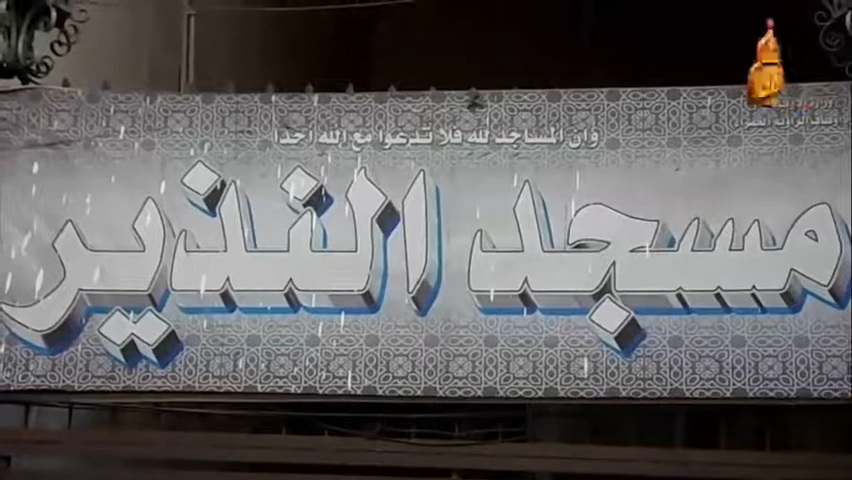 وان المساجد لله فلا تدعوا مع الله احدا
مسجد النذير